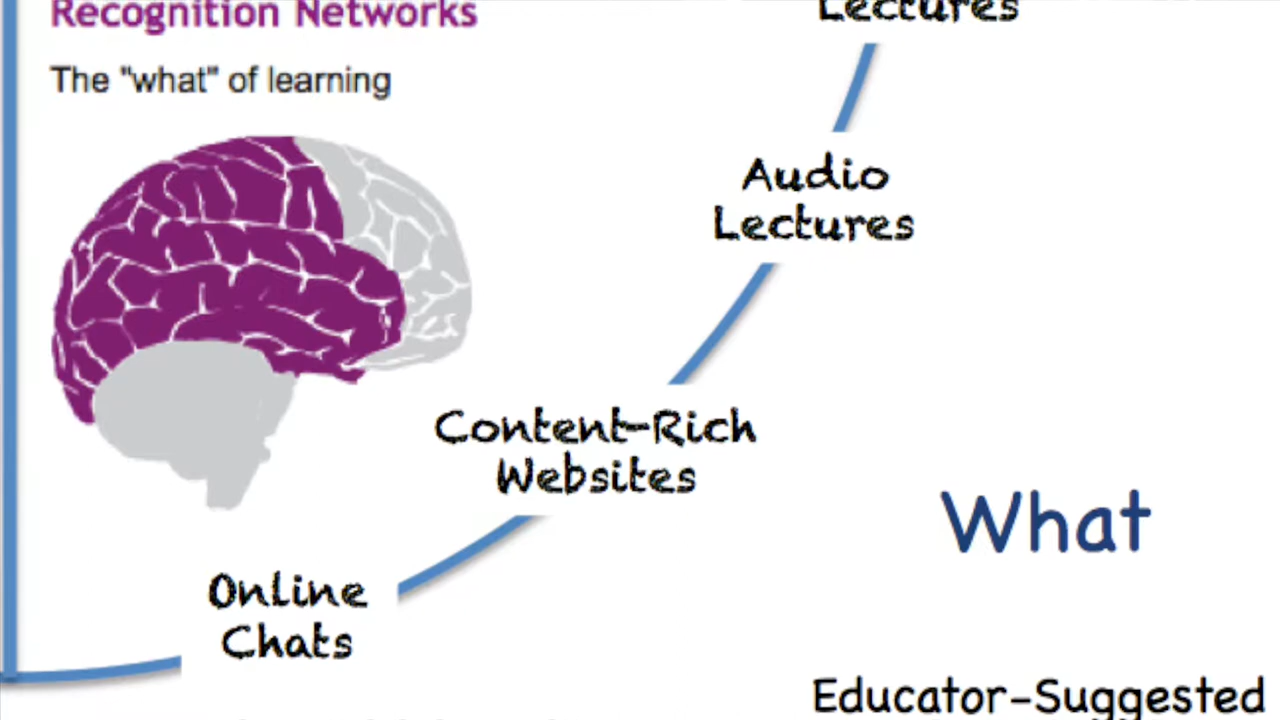 Recognition Networks
The "what" of learning
Lectures
Audio
Lectures
Content-Rich
Websites
Online
Chats
What
Educator-Suggested